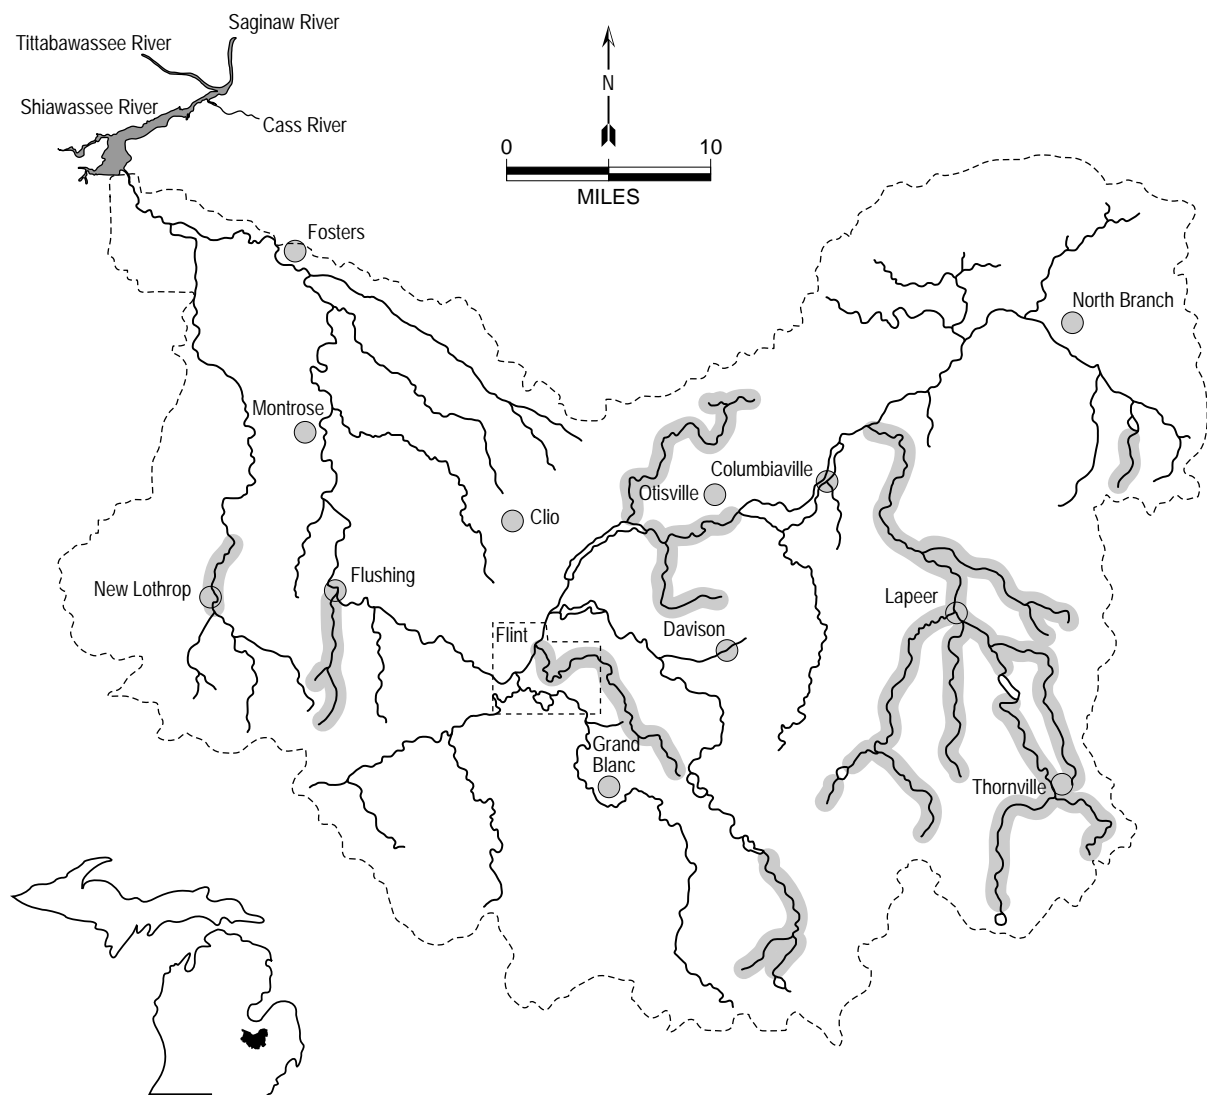 Saginaw River
Tittabawassee River
Shiawassee River
Cass River
N
0 10
MILES
Fosters
North Branch
Montrose
Columbiaville
Otisville
Clio
New Lothrop
Flushing
Lapeer
Flint
Davison
Grand
Blanc
Thornville